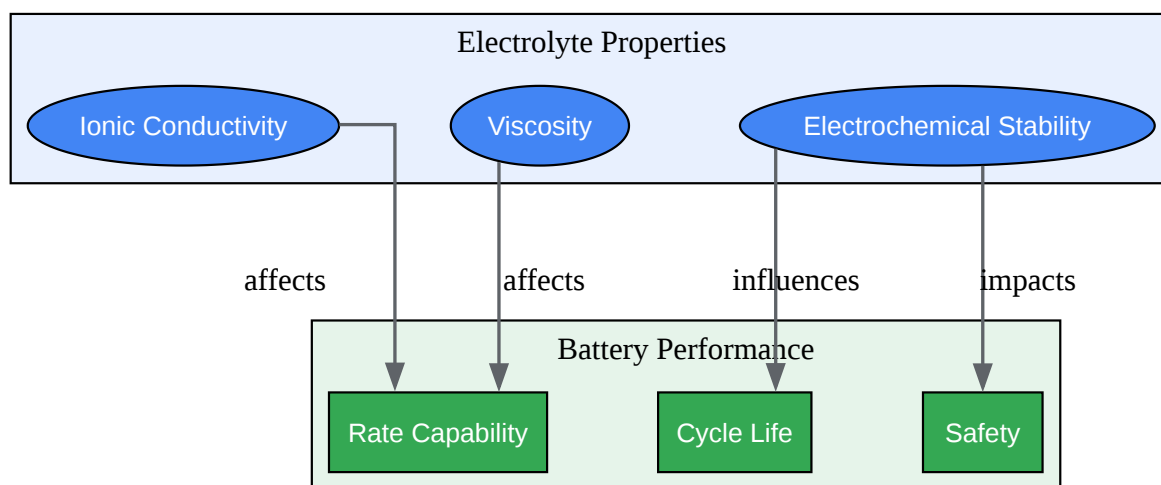 Electrolyte Properties
Ionic Conductivity
Viscosity
Electrochemical Stability
affects
affects
influences
impacts
Battery Performance
Rate Capability
Cycle Life
Safety